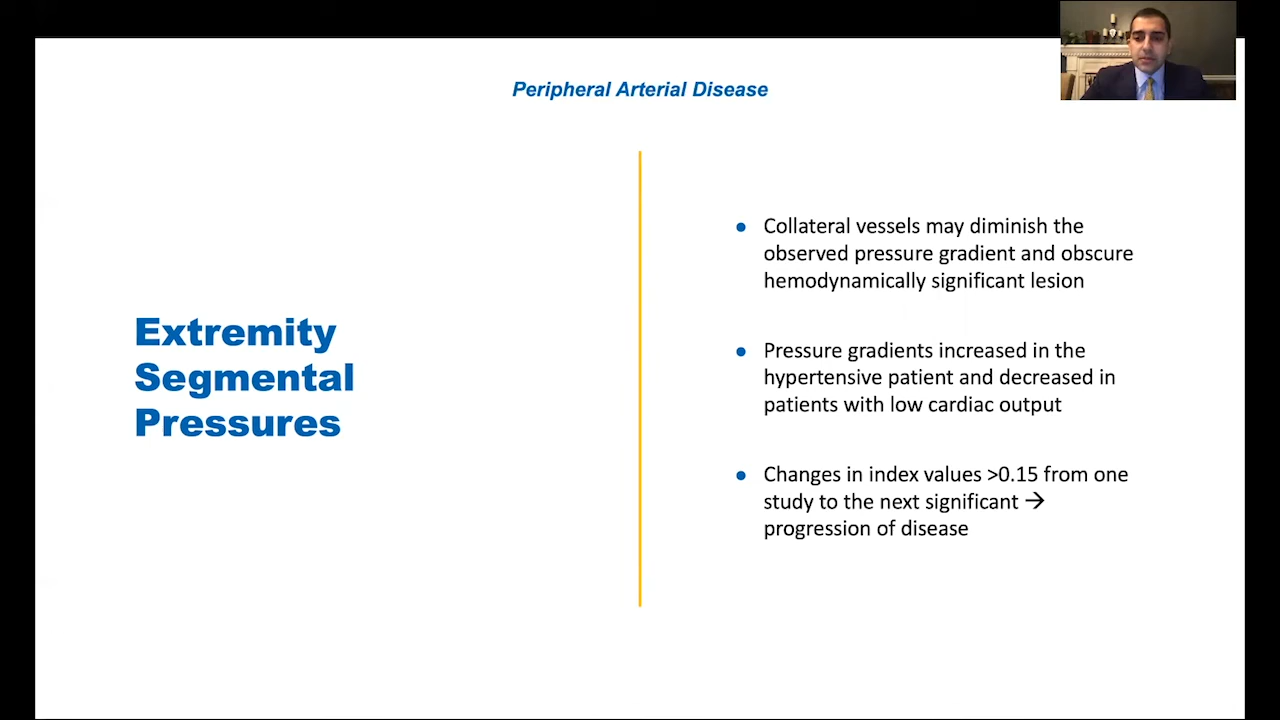 Peripheral Arterial Disease
Extremity
Segmental
Pressures
● Collateral vessels may diminish the
observed pressure gradient and obscure
hemodynamically significant lesion
● Pressure gradients increased in the
hypertensive patient and decreased in
patients with low cardiac output
● Changes in index values >0.15 from one
study to the next significant →
progression of disease